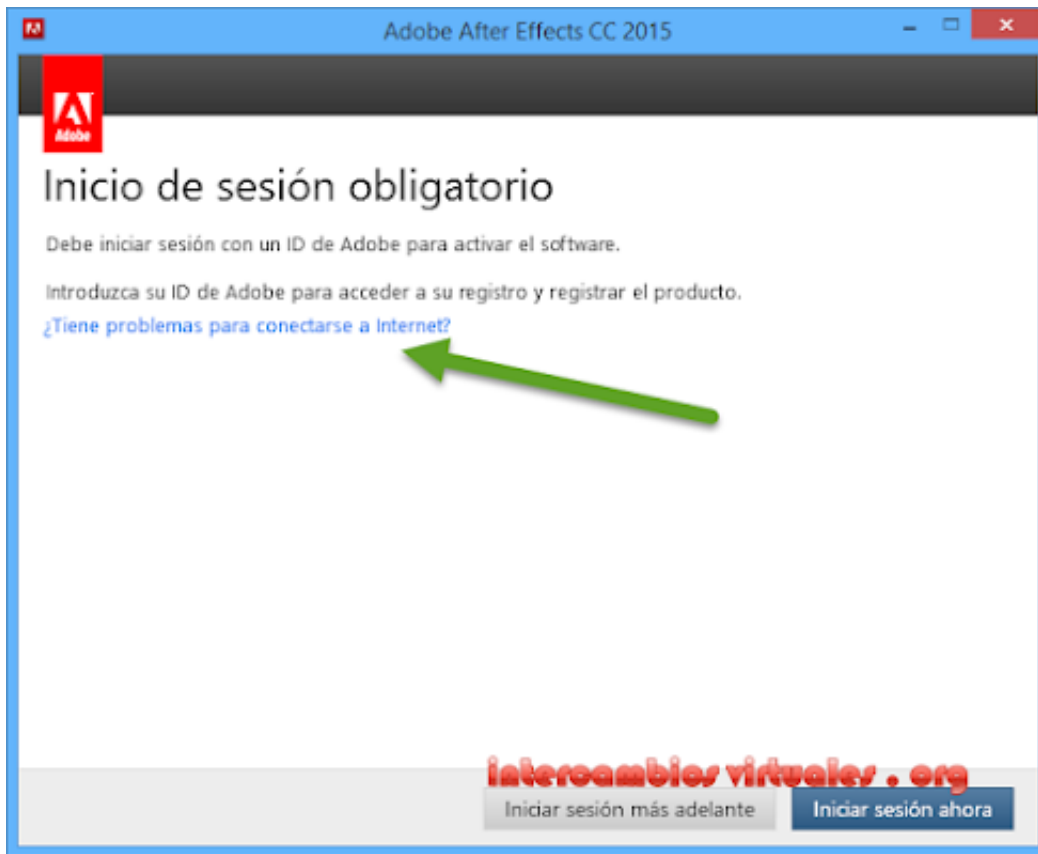 Adobe After Effects CC 2015
Adobe
Inicio de sesión obligatorio
Debe iniciar sesión con un ID de Adobe para activar el software.
Introduzca su ID de Adobe para acceder a su registro y registrar el producto.
¿Tiene problemas para conectarse a Internet?
intercambios virtuales . org
Iniciar sesión más adelante
Iniciar sesión ahora